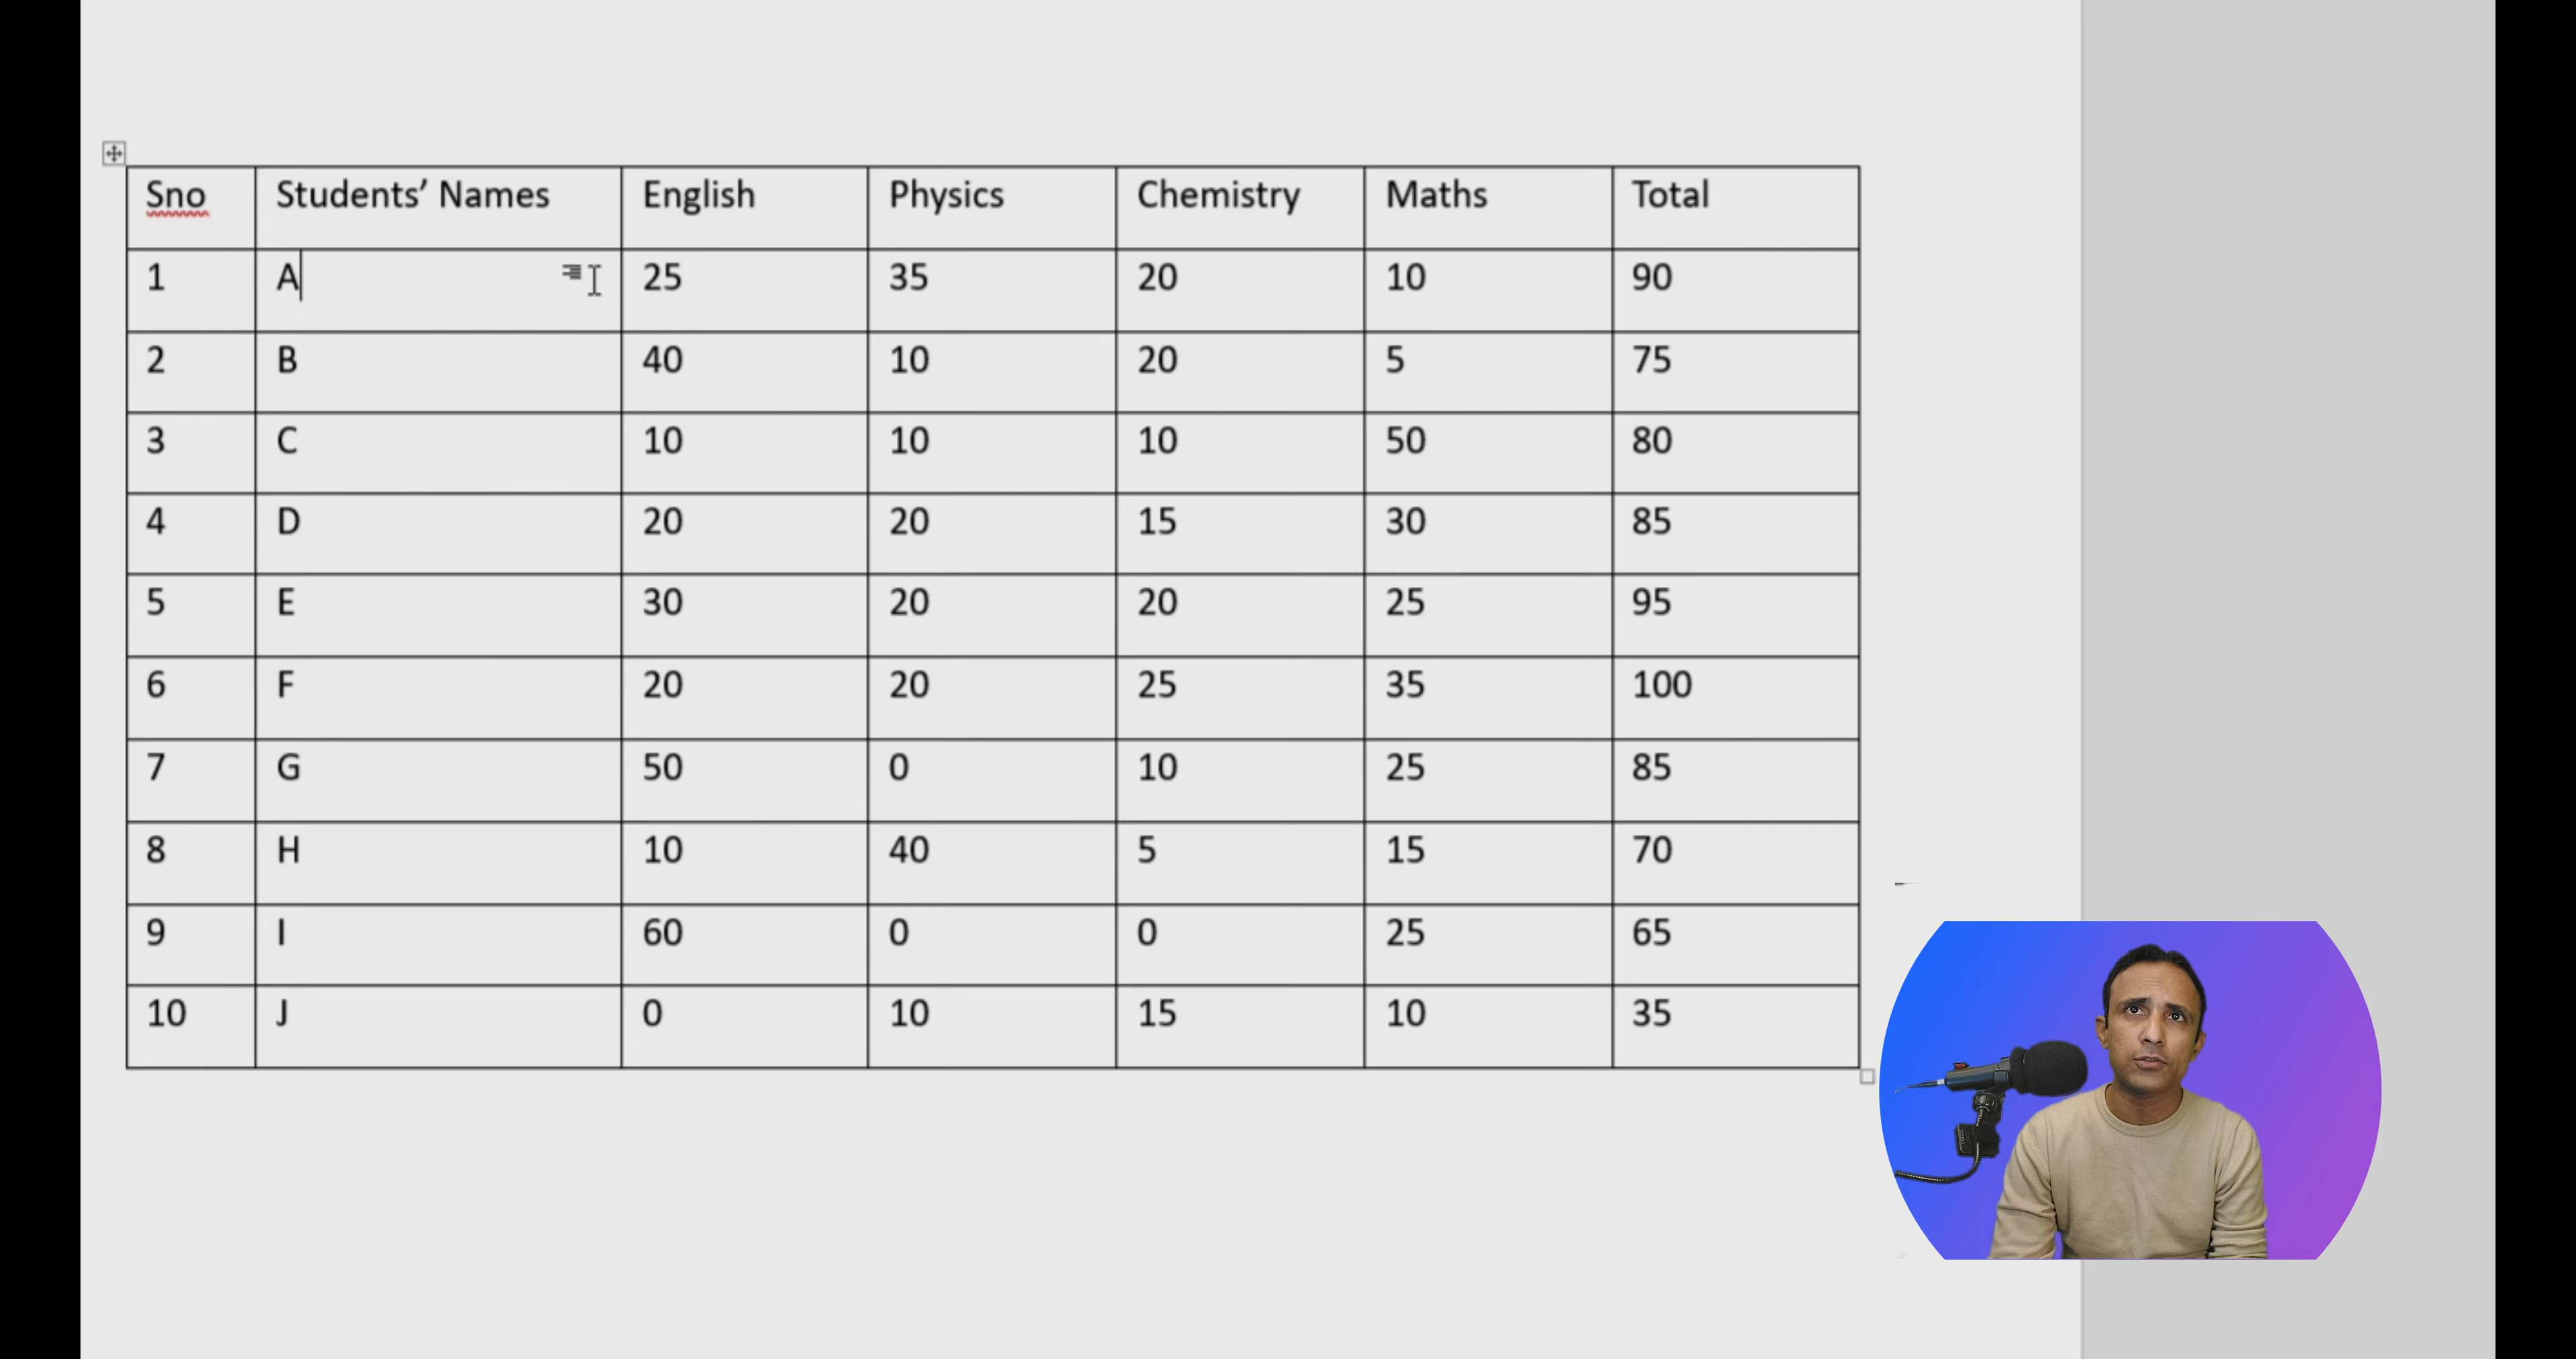 Sno Students’ Names English Physics Chemistry Maths Total
1 A 25 35 20 10 90
2 B 40 10 20 5 75
3 C 10 10 10 50 80
4 D 20 20 15 30 85
5 E 30 20 20 25 95
6 F 20 20 25 35 100
7 G 50 0 10 25 85
8 H 10 40 5 15 70
9 I 60 0 0 25 65
10 J 0 10 15 10 35